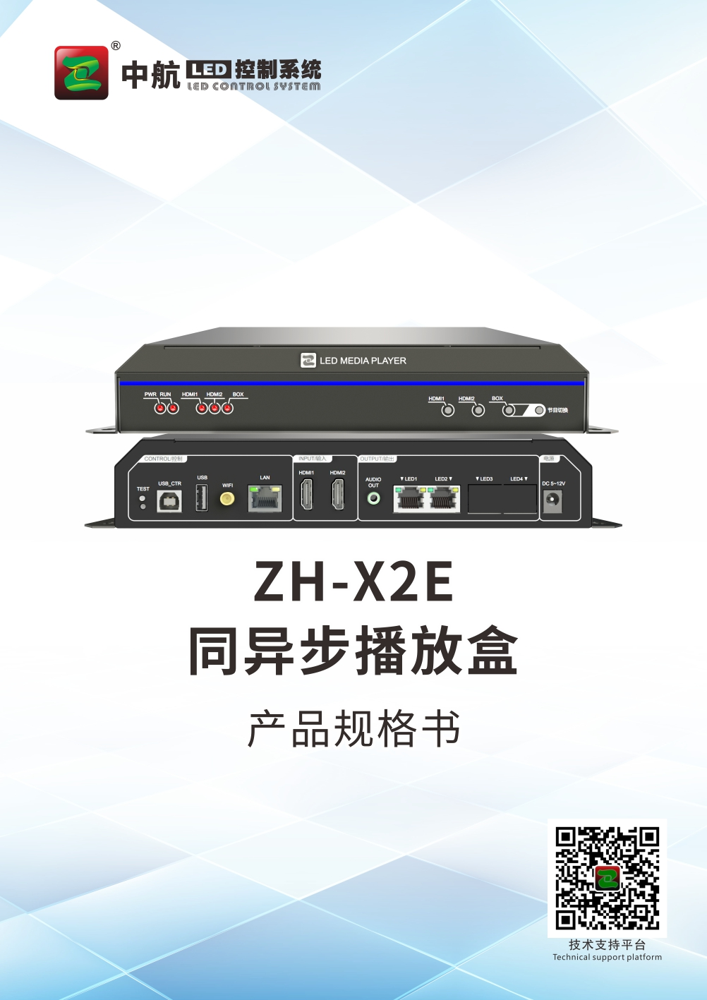 ®
中航 LED 控制系统
LED CONTROL SYSTEM
LED MEDIA PLAYER
PWR RUN HDMI1 HDMI2 BOX
HDMI1 HDMI2 BOX
节目切换
CONTROL/控制 INPUT/输入 OUTPUT/输出 电源
TEST USB_CTR USB WIFI LAN HDMI1 HDMI2 AUDIO OUT ▼LED1 LED2▼ ▼LED3 LED4▼ DC 5~12V
ZH-X2E
同异步播放盒
产品规格书
技术支持平台
Technical support platform